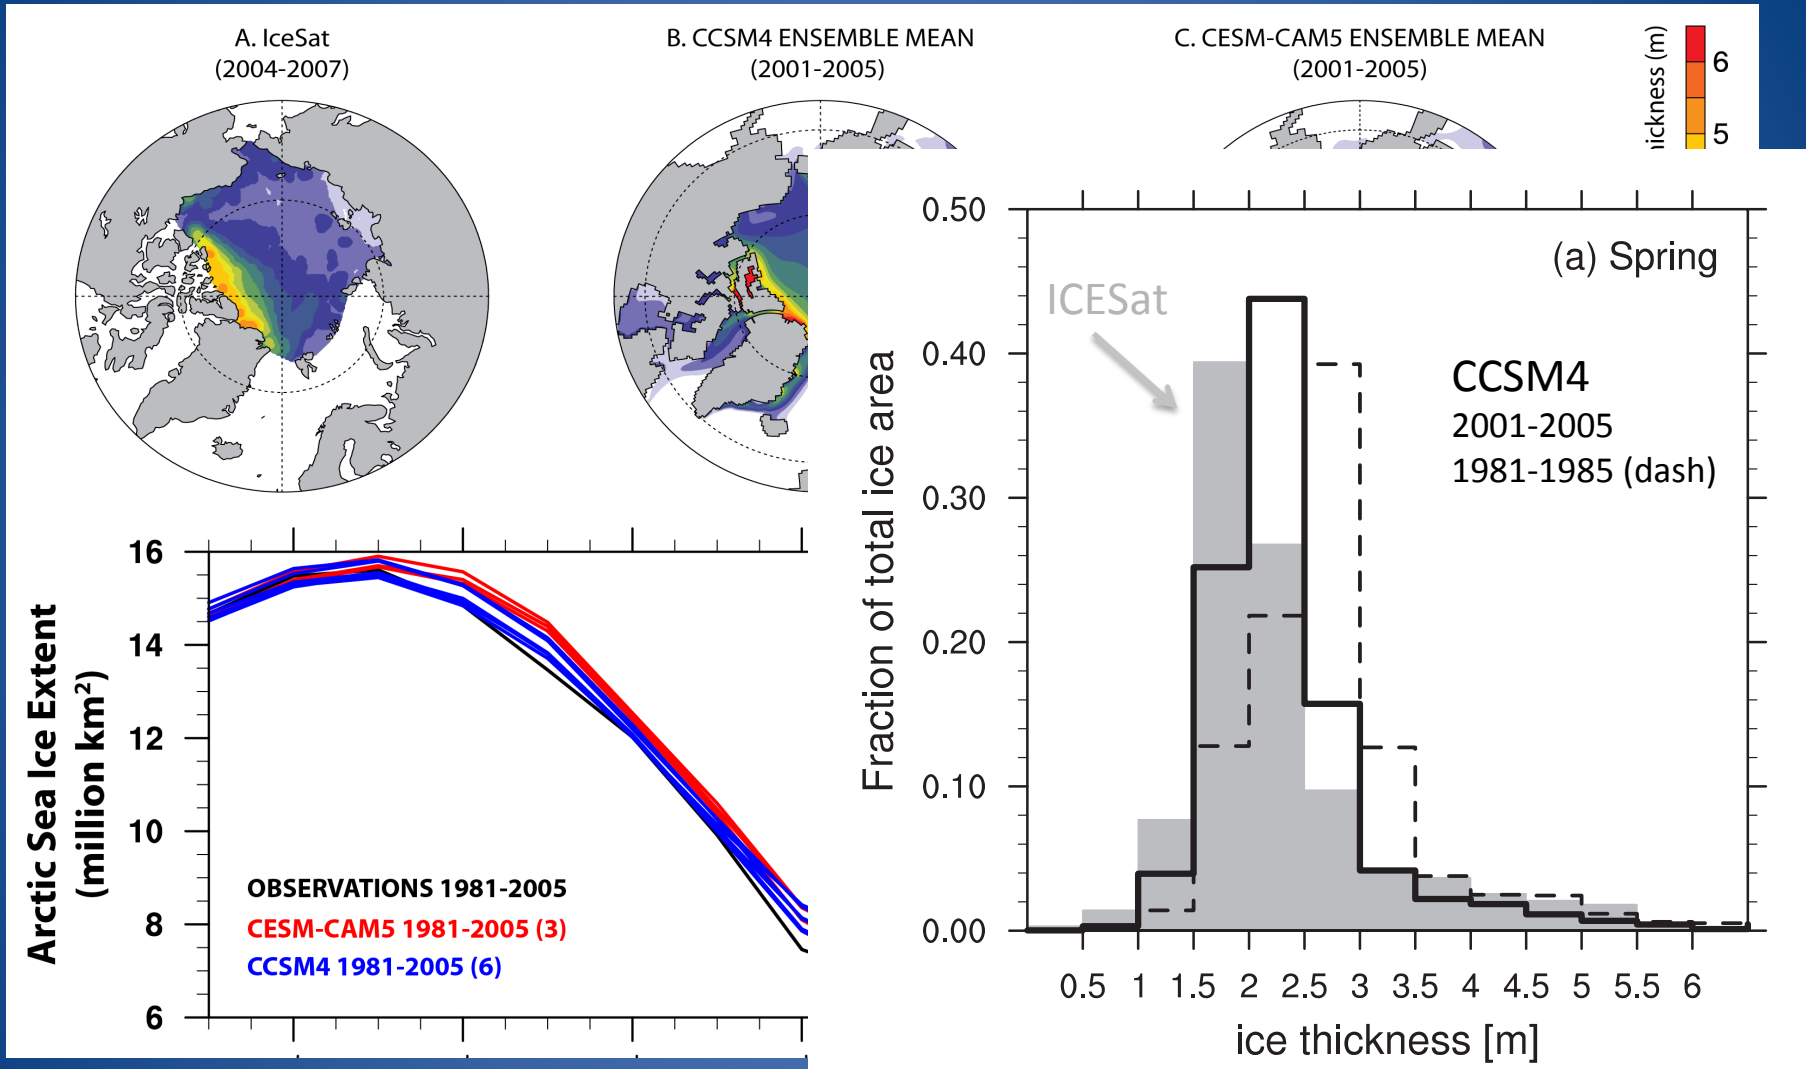 A. IceSat
(2004-2007)
B. CCSM4 ENSEMBLE MEAN
(2001-2005)
C. CESM-CAM5 ENSEMBLE MEAN
(2001-2005)
(m)
6
5
16
14
12
10
8
6
Arctic Sea Ice Extent
(million km²)
OBSERVATIONS 1981-2005
CESM-CAM5 1981-2005 (3)
CCSM4 1981-2005 (6)
0.50
0.40
0.30
0.20
0.10
0.00
Fraction of total ice area
(a) Spring
ICESat
CCSM4
2001-2005
1981-1985 (dash)
0.5 1 1.5 2 2.5 3 3.5 4 4.5 5 5.5 6
ice thickness [m]